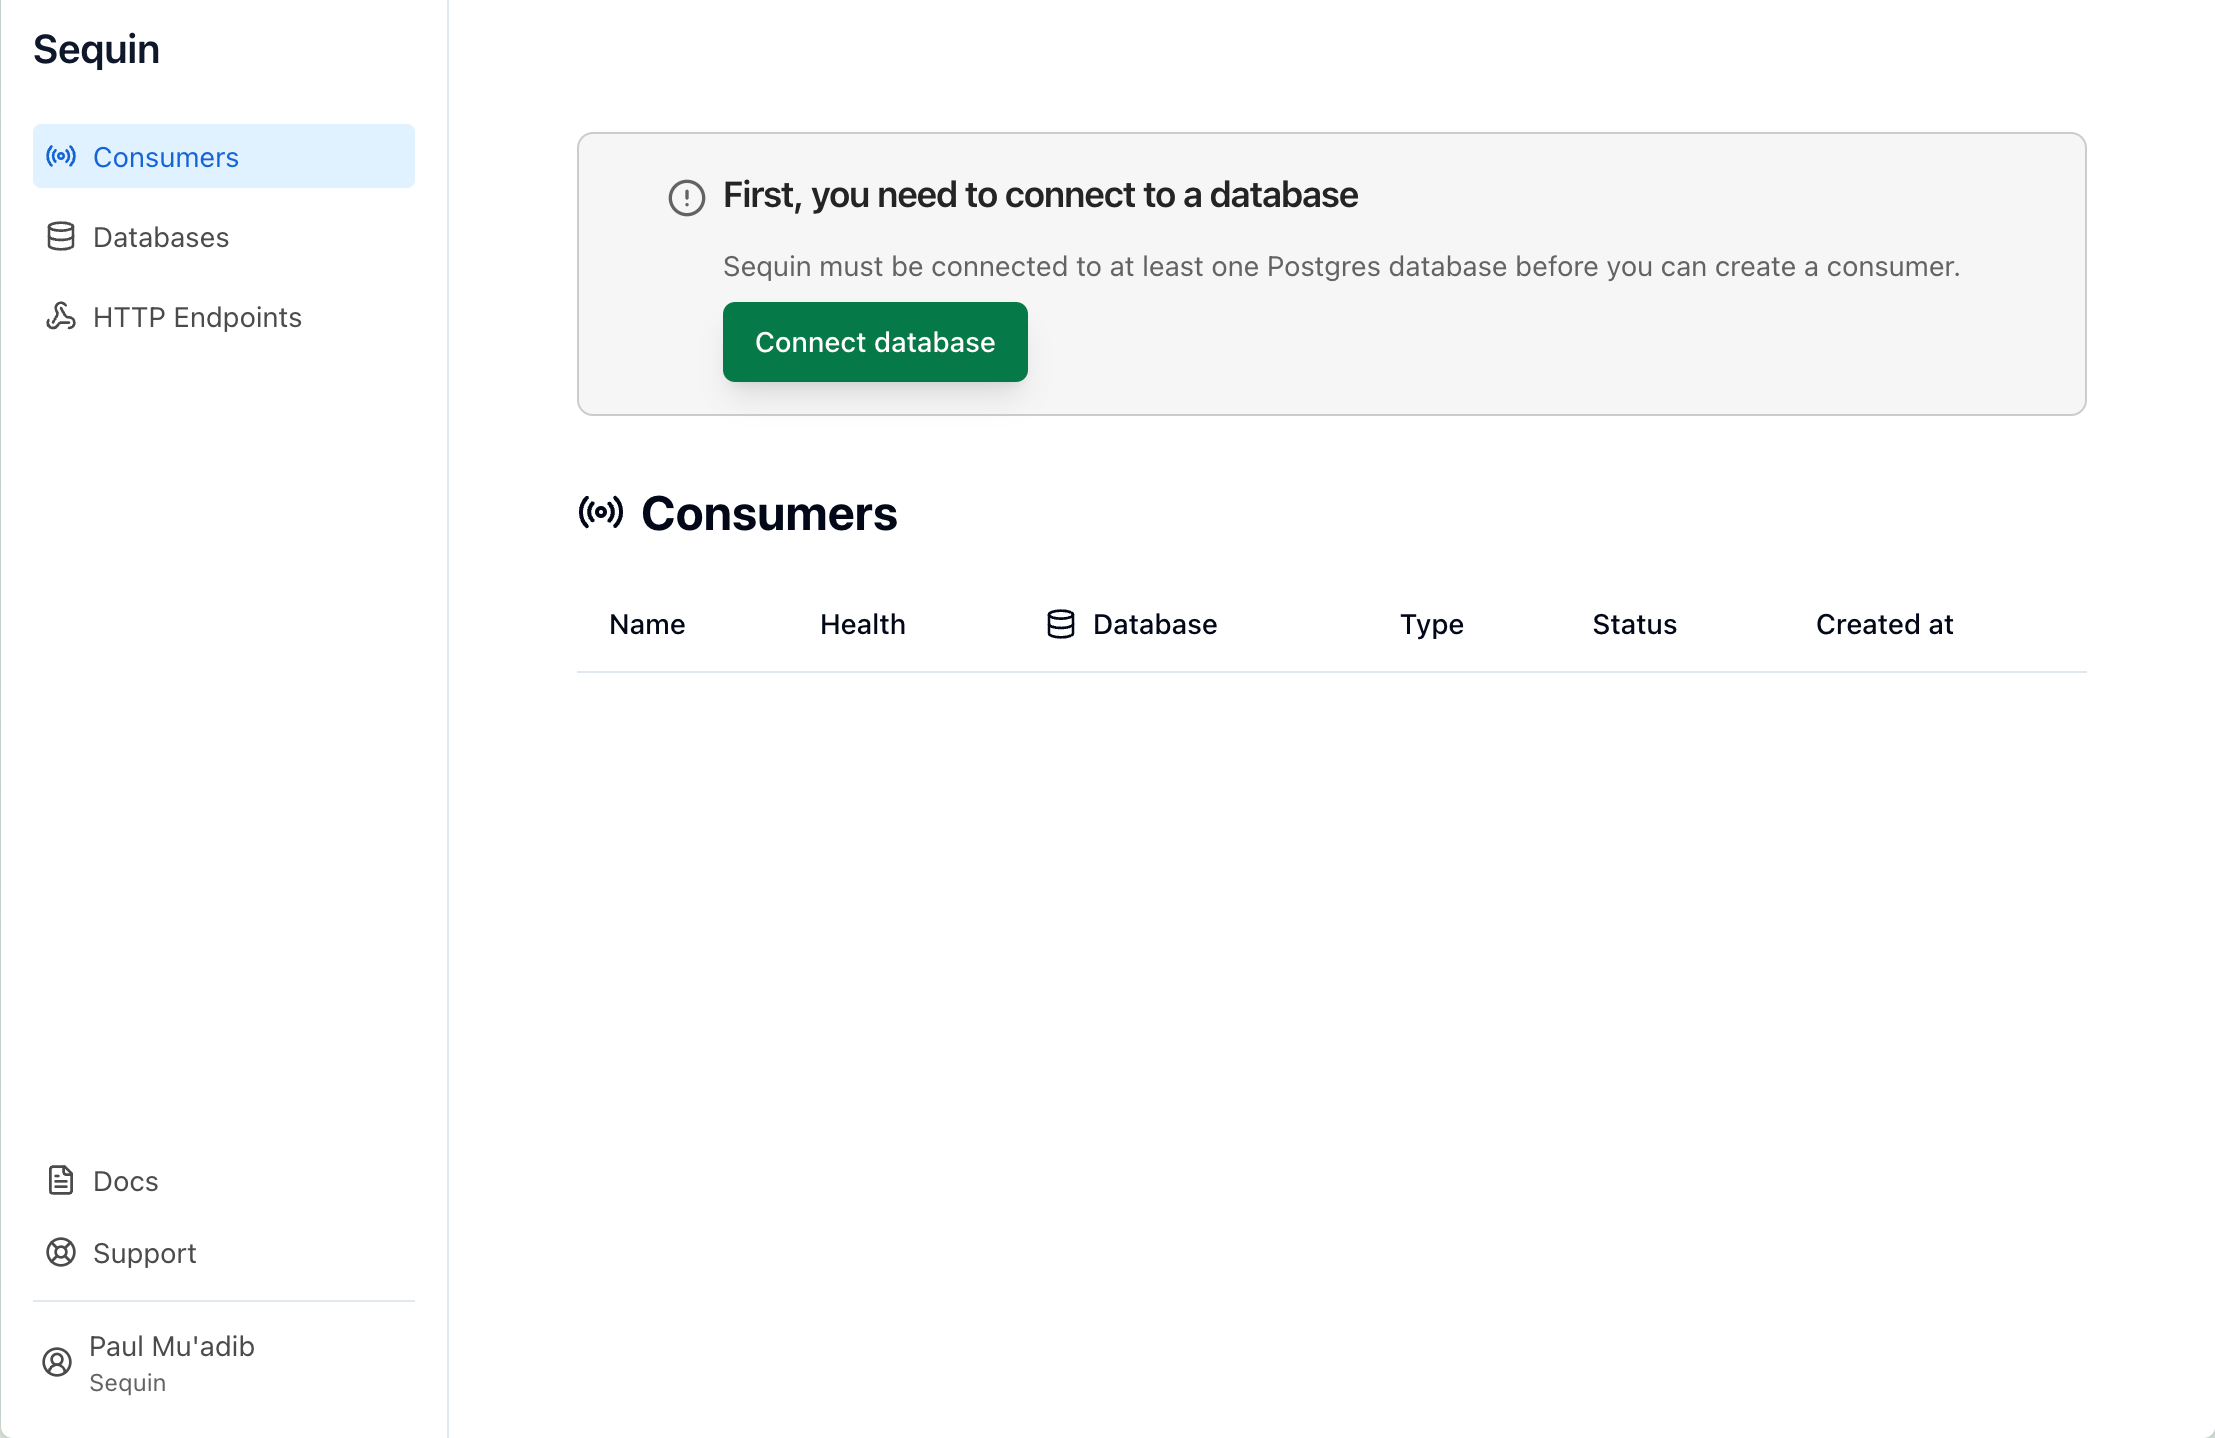 Sequin
Consumers
Databases
HTTP Endpoints
Docs
Support
Paul Mu'adib
Sequin
First, you need to connect to a database
Sequin must be connected to at least one Postgres database before you can create a consumer.
Connect database
Consumers
Name Health Database Type Status Created at